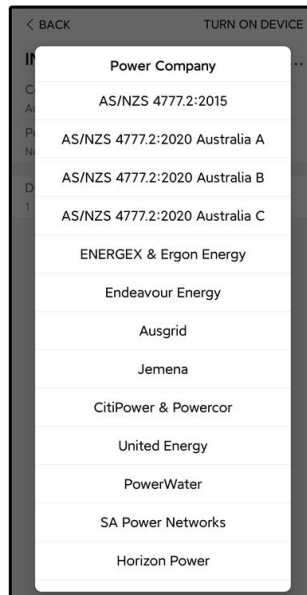 < BACK
TURN ON DEVICE
Power Company
AS/NZS 4777.2:2015
AS/NZS 4777.2:2020 Australia A
AS/NZS 4777.2:2020 Australia B
AS/NZS 4777.2:2020 Australia C
ENERGEX & Ergon Energy
Endeavour Energy
Ausgrid
Jemena
CitiPower & Powercor
United Energy
PowerWater
SA Power Networks
Horizon Power
1